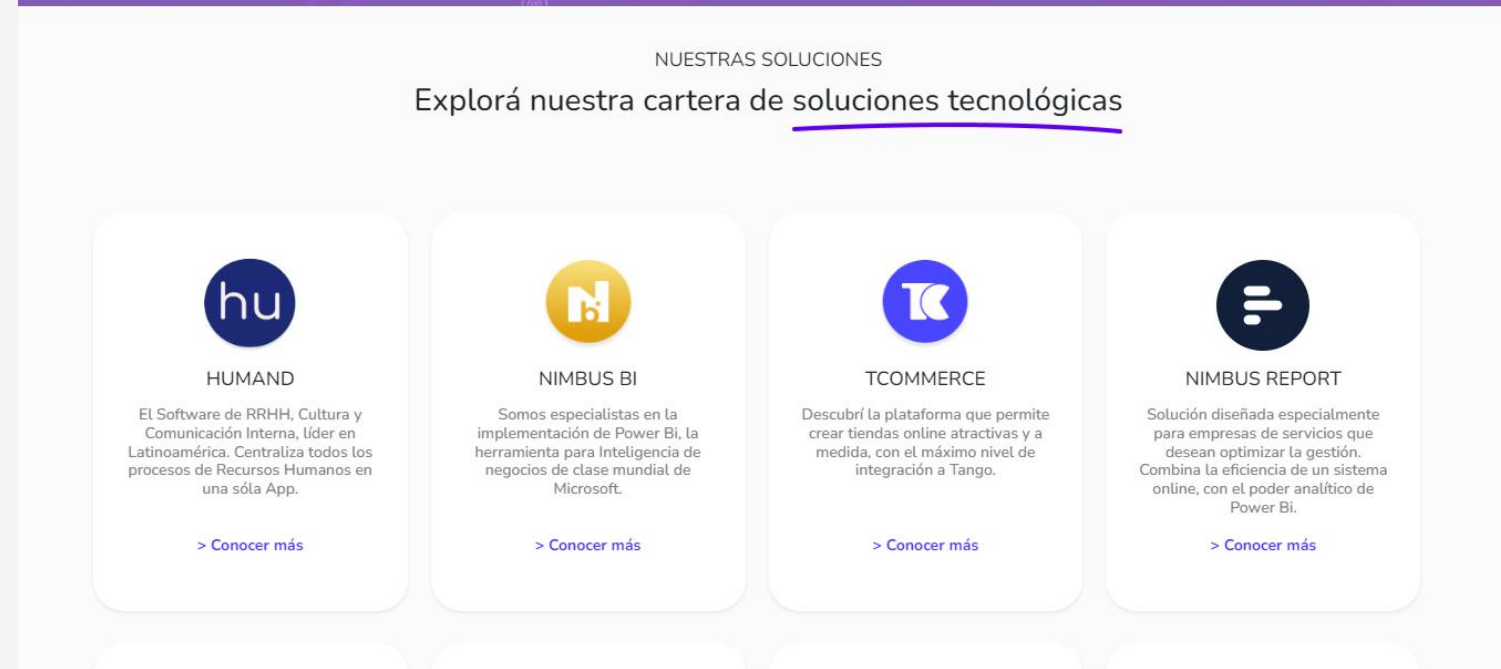 NUESTRAS SOLUCIONES
Explorá nuestra cartera de soluciones tecnológicas
hu
HUMAND
El Software de RRHH, Cultura y
Comunicación Interna, líder en
Latinoamérica. Centraliza todos los
procesos de Recursos Humanos en
una sóla App.
> Conocer más
N bi
NIMBUS BI
Somos especialistas en la
implementación de Power Bi, la
herramienta para Inteligencia de
negocios de clase mundial de
Microsoft.
> Conocer más
TC
TCOMMERCE
Descubrí la plataforma que permite
crear tiendas online atractivas y a
medida, con el máximo nivel de
integración a Tango.
> Conocer más
NIMBUS REPORT
Solución diseñada especialmente
para empresas de servicios que
desean optimizar la gestión.
Combina la eficiencia de un sistema
online, con el poder analítico de
Power Bi.
> Conocer más